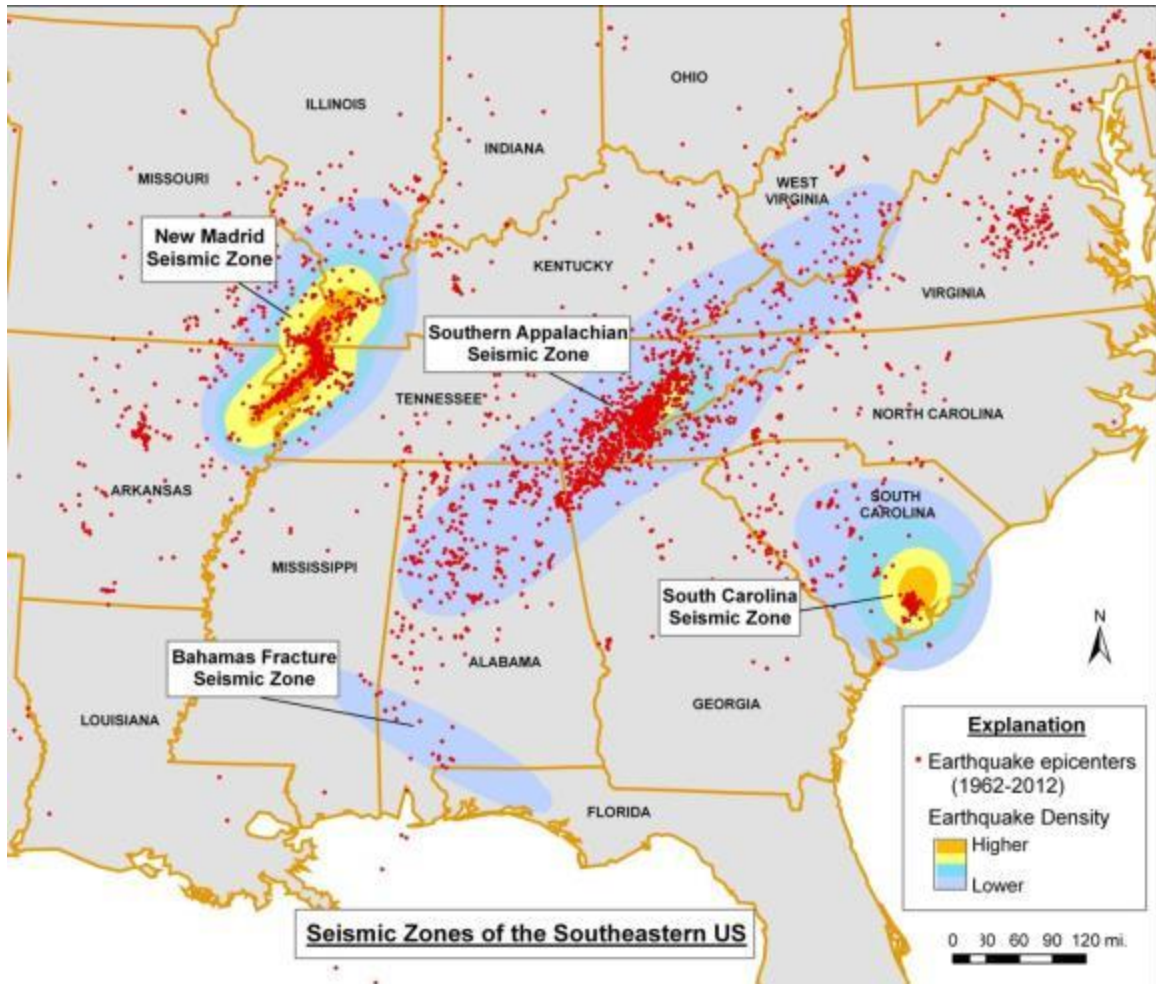 OHIO
ILLINOIS
INDIANA
MISSOURI
WEST
VIRGINIA
New Madrid
Seismic Zone
KENTUCKY
VIRGINIA
Southern Appalachian
Seismic Zone
TENNESSEE
NORTH CAROLINA
ARKANSAS
SOUTH
CAROLINA
MISSISSIPPI
South Carolina
Seismic Zone
N
Bahamas Fracture
Seismic Zone
ALABAMA
GEORGIA
LOUISIANA
FLORIDA
Explanation
Earthquake epicenters
(1962-2012)
Earthquake Density
Higher
Lower
Seismic Zones of the Southeastern US
0 30 60 90 120 mi.